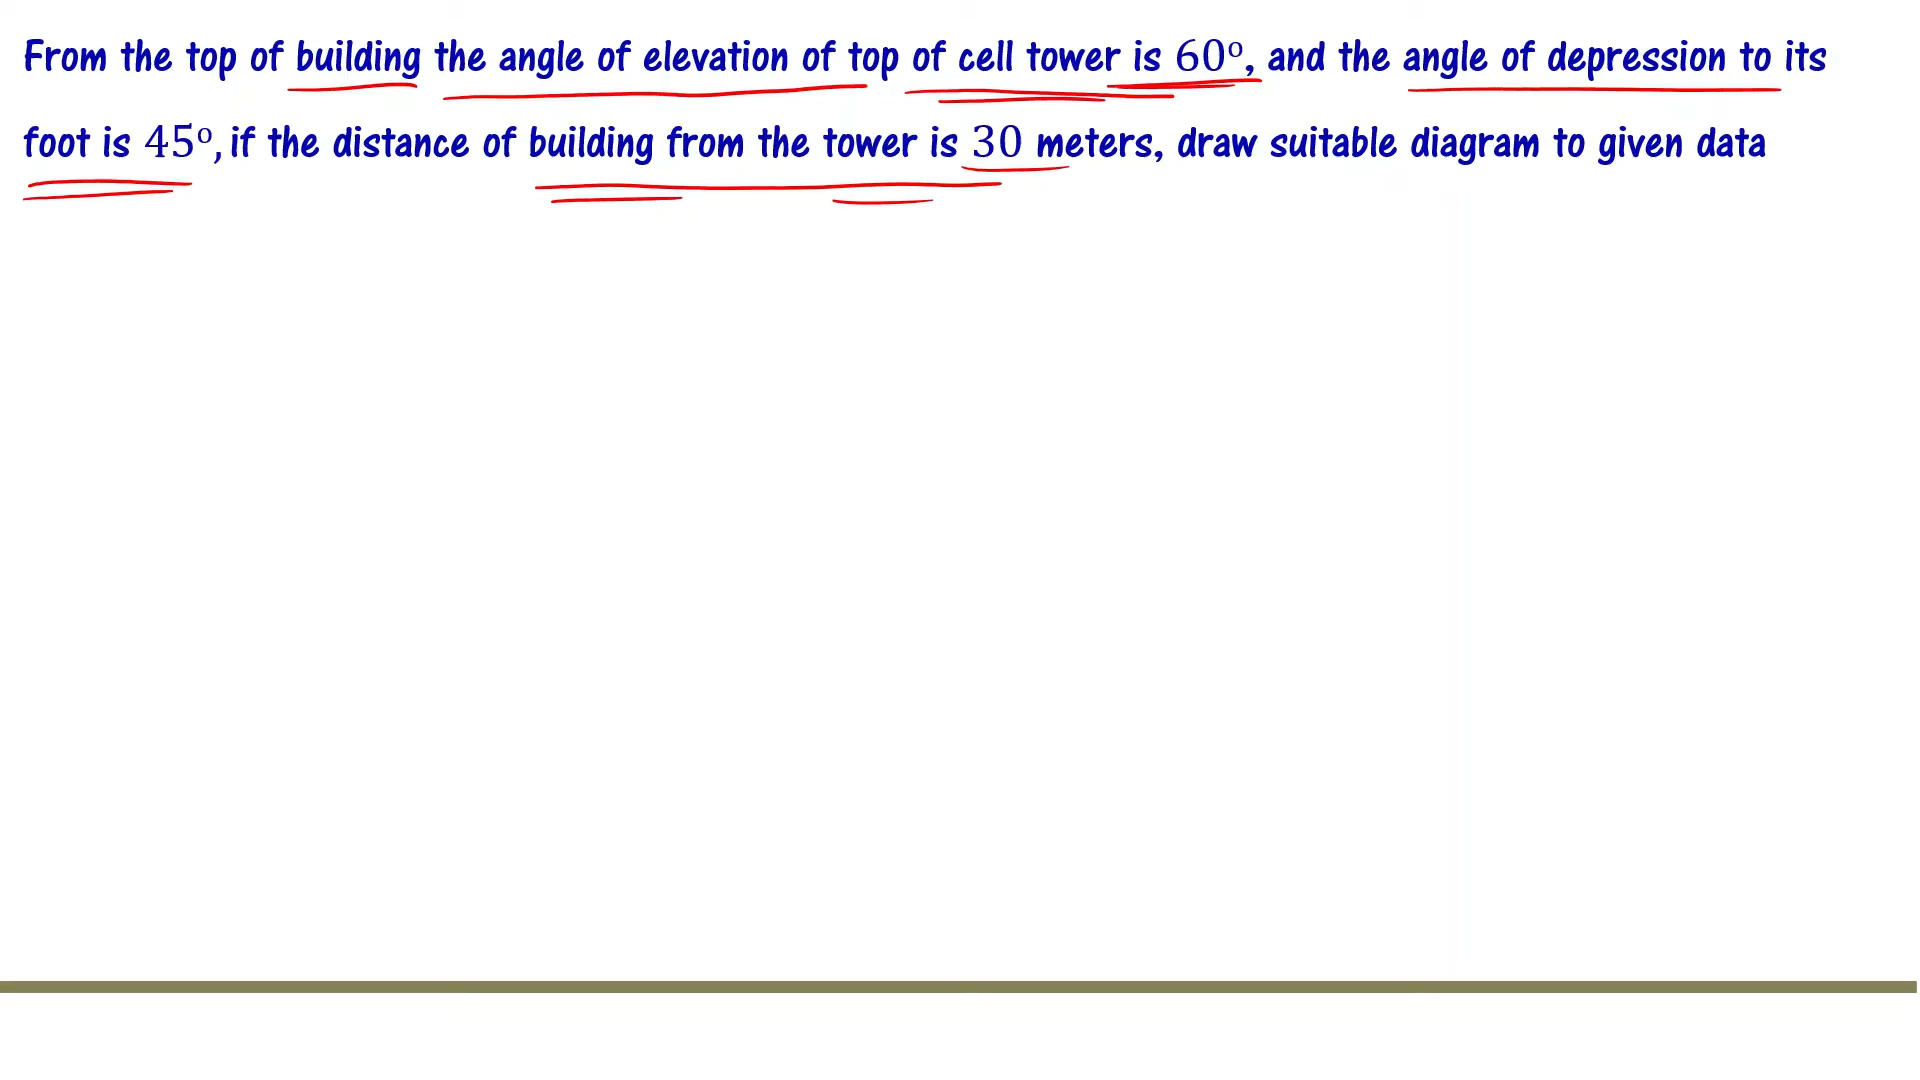 From the top of building the angle of elevation of top of cell tower is 60°, and the angle of depression to its
foot is 45°, if the distance of building from the tower is 30 meters, draw suitable diagram to given data